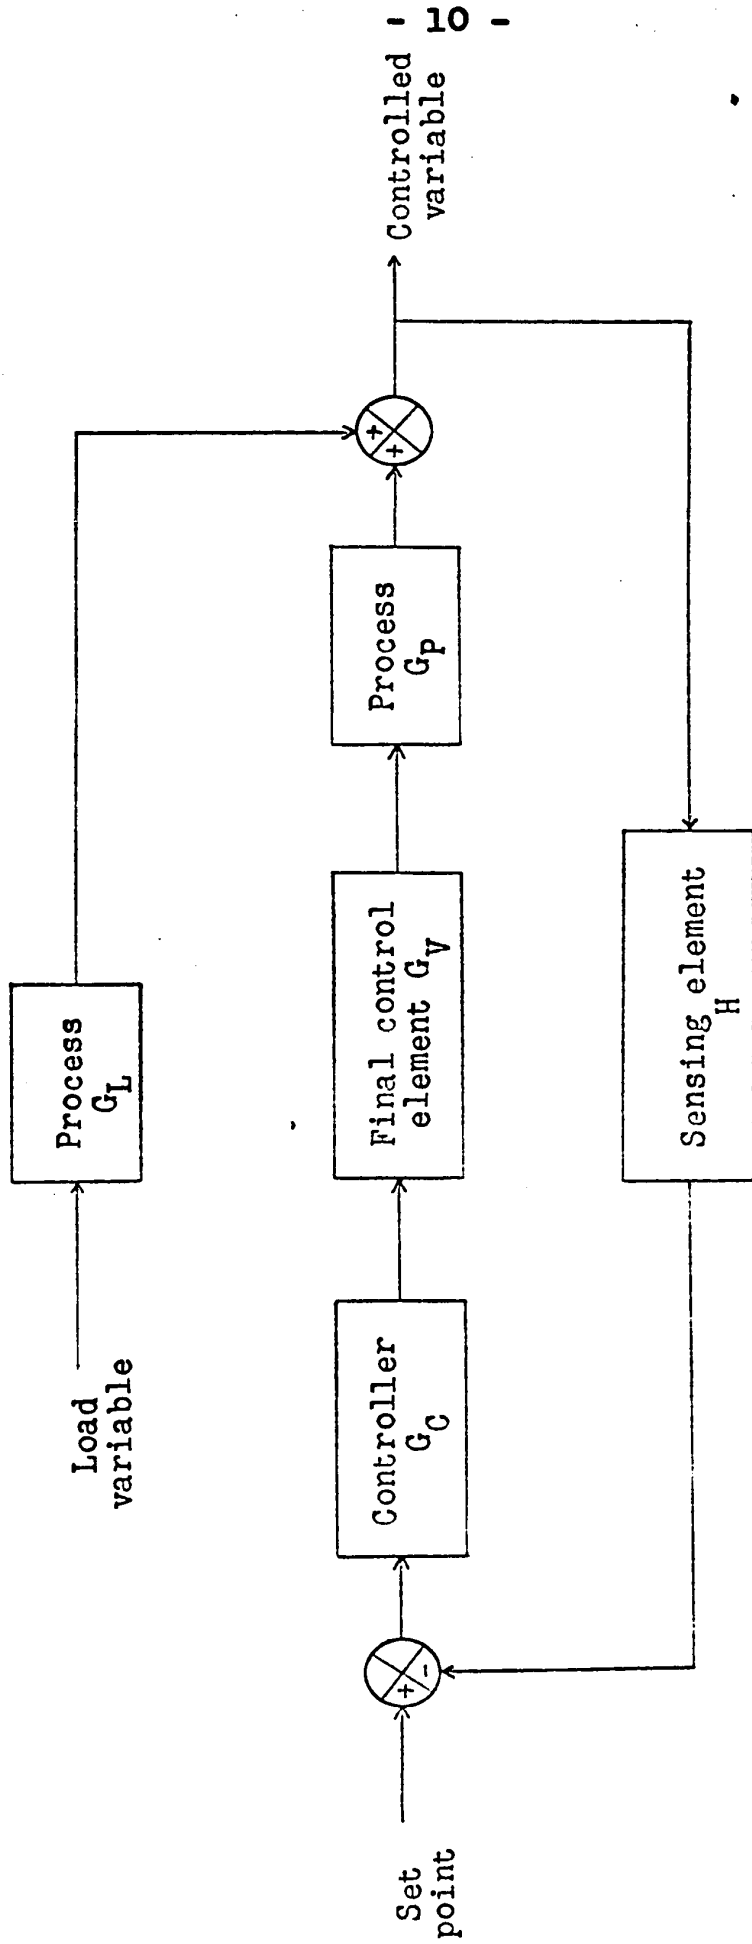 - 10 -
Load
variable
Process
G_L
Set
point
+
-
Controller
G_C
Final control
element G_V
Process
G_P
+
+
Controlled
variable
Sensing element
H